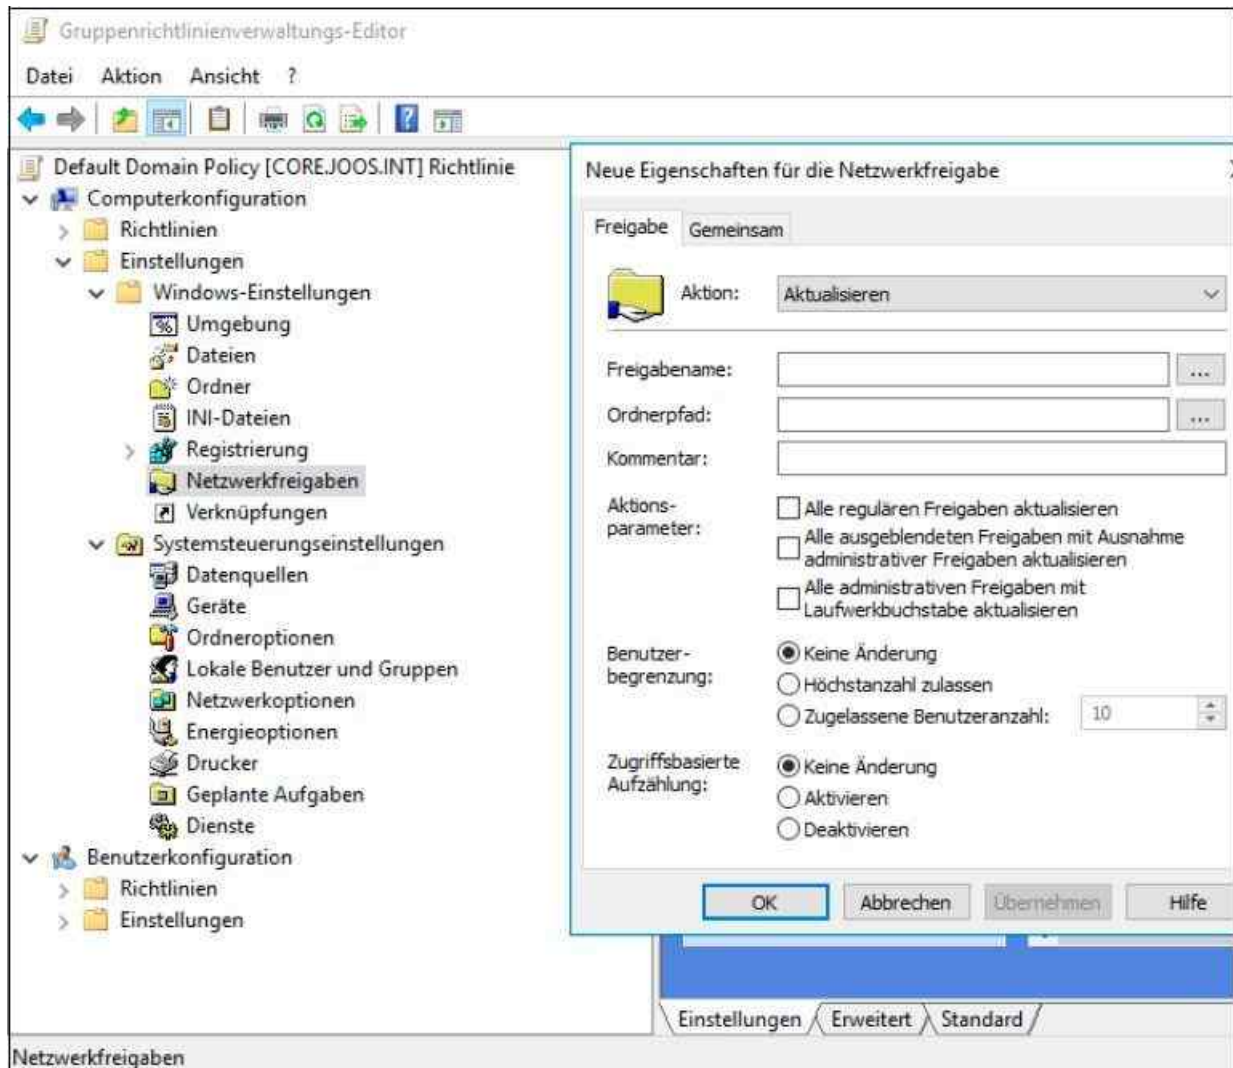 Gruppenrichtlinienverwaltungs-Editor
Datei Aktion Ansicht ?
Default Domain Policy [CORE.JOOS.INT] Richtlinie
Computerkonfiguration
Richtlinien
Einstellungen
Windows-Einstellungen
Umgebung
Dateien
Ordner
INI-Dateien
Registrierung
Netzwerkfreigaben
Verknüpfungen
Systemsteuerungseinstellungen
Datenquellen
Geräte
Ordneroptionen
Lokale Benutzer und Gruppen
Netzwerkoptionen
Energieoptionen
Drucker
Geplante Aufgaben
Dienste
Benutzerkonfiguration
Richtlinien
Einstellungen
Neue Eigenschaften für die Netzwerkfreigabe
Freigabe Gemeinsam
Aktion: Aktualisieren
Freigabename: ...
Ordnerpfad: ...
Kommentar:
Aktions-
parameter:
Alle regulären Freigaben aktualisieren
Alle ausgeblendeten Freigaben mit Ausnahme
administrativer Freigaben aktualisieren
Alle administrativen Freigaben mit
Laufwerkbuchstabe aktualisieren
Benutzer-
begrenzung:
Keine Änderung
Höchstanzahl zulassen
Zugelassene Benutzeranzahl: 10
Zugriffsbasierte
Aufzählung:
Keine Änderung
Aktivieren
Deaktivieren
OK Abbrechen Übernehmen Hilfe
Einstellungen Erweitert Standard
Netzwerkfreigaben